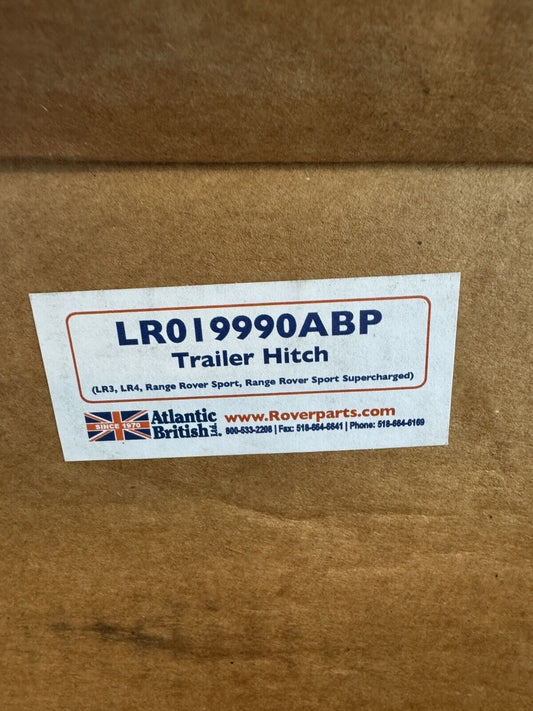 LR019990ABP
Trailer Hitch
(LR3, LR4, Range Rover Sport, Range Rover Sport Supercharged)
SINCE 1970
Atlantic British Ltd.
www.Roverparts.com
800-533-2206 | Fax: 518-664-6641 | Phone: 518-664-6169